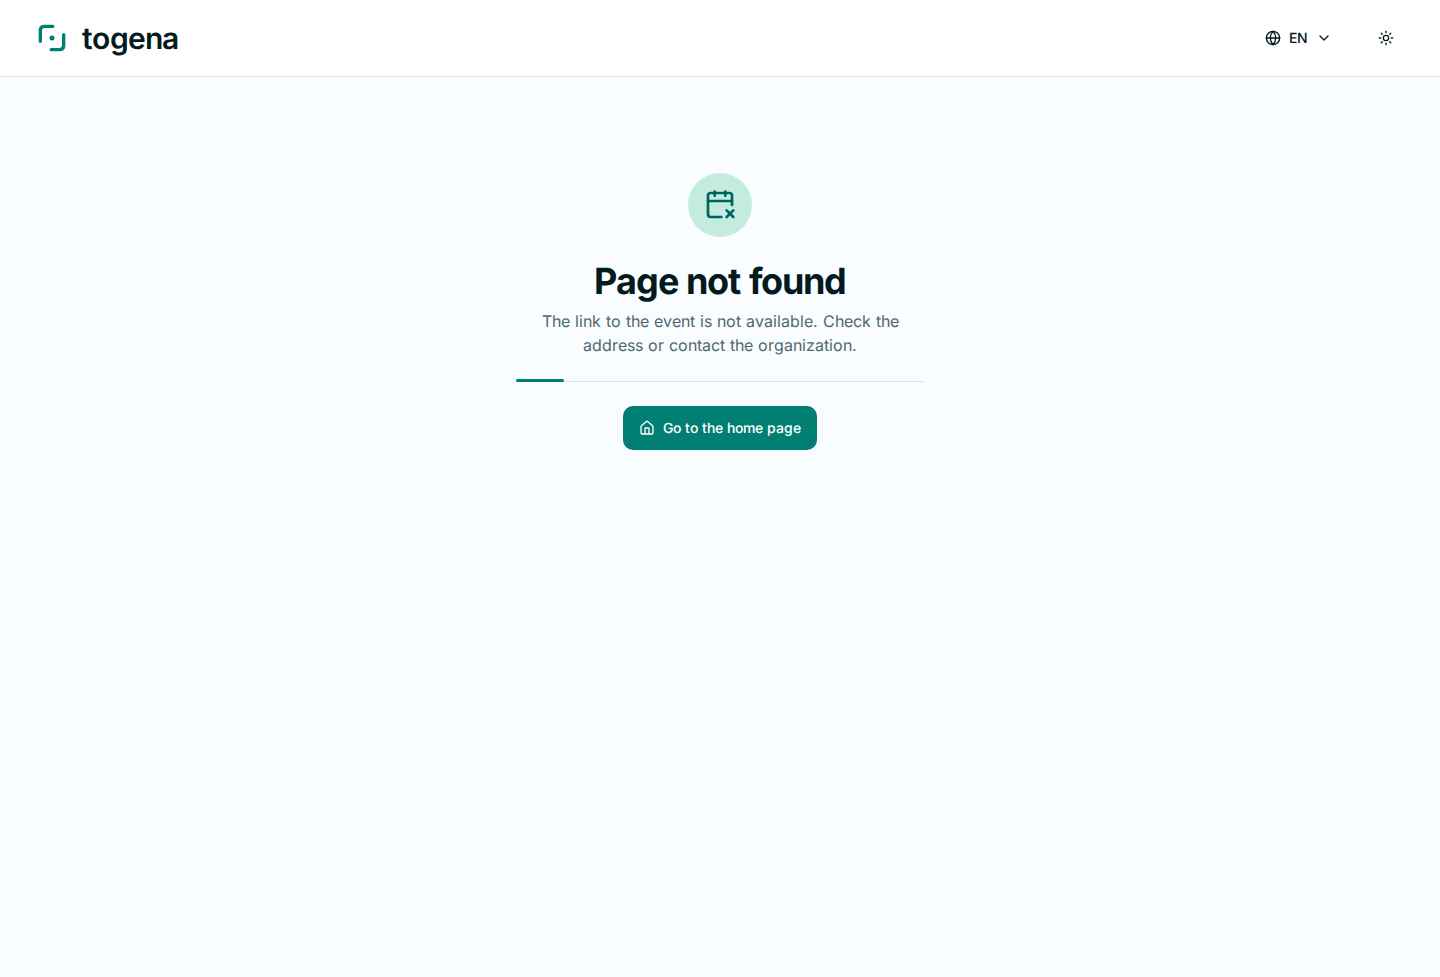 togena
EN
Page not found
The link to the event is not available. Check the
address or contact the organization.
Go to the home page